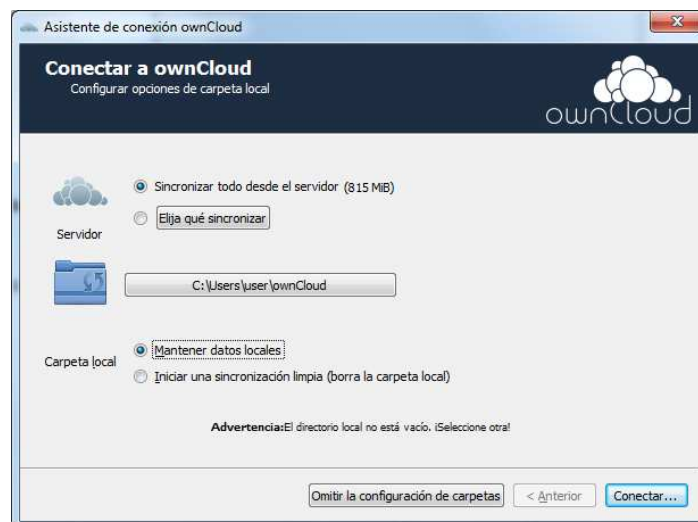 Asistente de conexión ownCloud
Conectar a ownCloud
Configurar opciones de carpeta local
ownCloud
Sincronizar todo desde el servidor (815 MiB)
Elija qué sincronizar
Servidor
C:\Users\user\ownCloud
Mantener datos locales
Carpeta local
Iniciar una sincronización limpia (borra la carpeta local)
Advertencia:El directorio local no está vacío. ¡Seleccione otra!
Omitir la configuración de carpetas < Anterior Conectar...